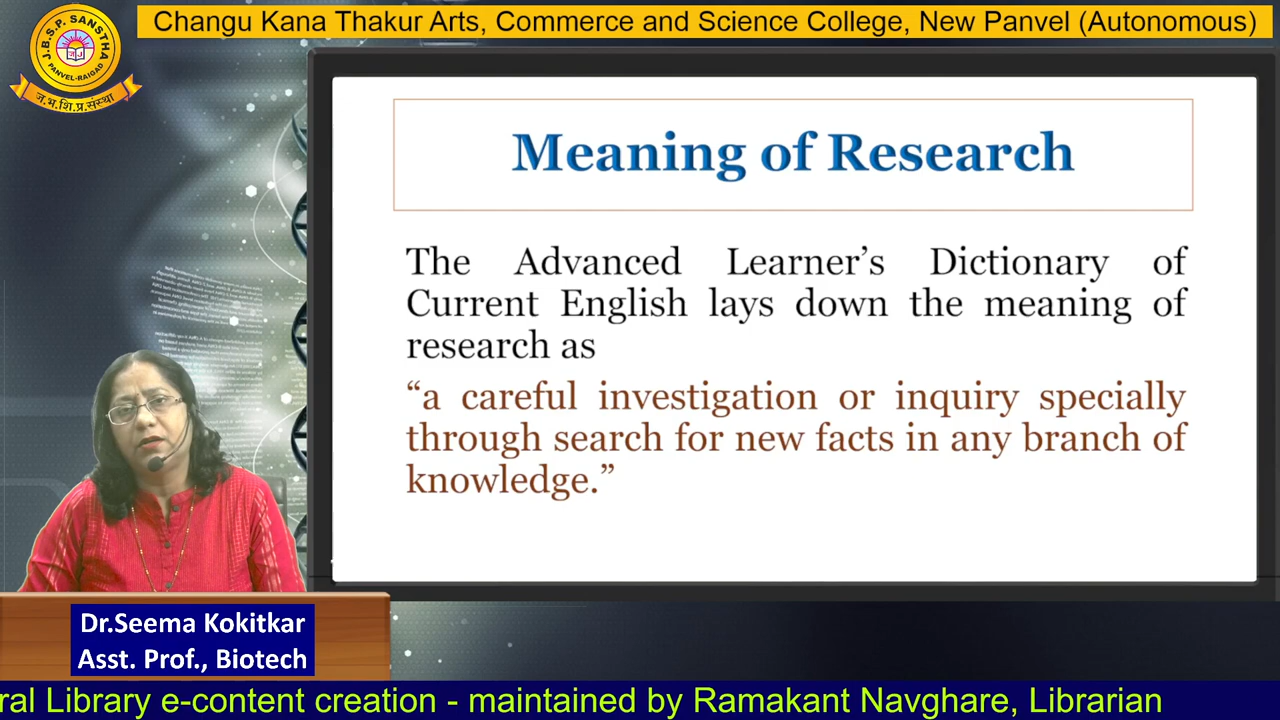 Changu Kana Thakur Arts, Commerce and Science College, New Panvel (Autonomous)
J.B.S.P. SANSTHA
PANVEL-RAIGAD
ज.भ.शि.प्र.संस्था
Meaning of Research
The Advanced Learner’s Dictionary of
Current English lays down the meaning of
research as
“a careful investigation or inquiry specially
through search for new facts in any branch of
knowledge.”
Dr.Seema Kokitkar
Asst. Prof., Biotech
ral Library e-content creation - maintained by Ramakant Navghare, Librarian